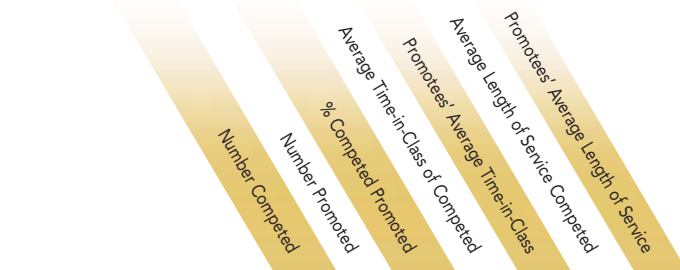 Number Competed
Number Promoted
% Competed Promoted
Average Time-in-Class of Competed
Promotees' Average Time-in-Class
Average Length of Service Competed
Promotees' Average Length of Service